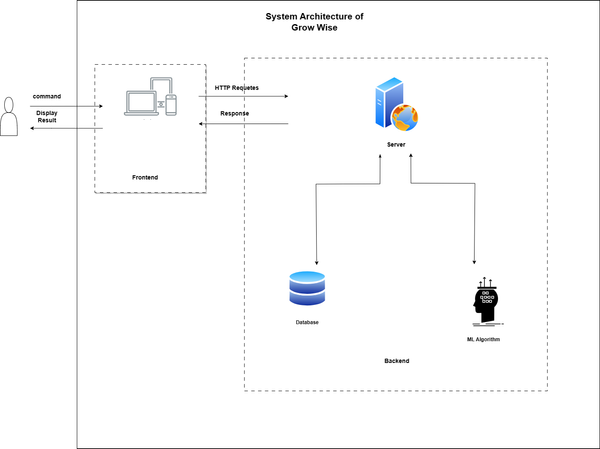 System Architecture of
Grow Wise
command
Display
Result
HTTP Requetes
Response
Server
Frontend
Database
ML Algorithm
Backend